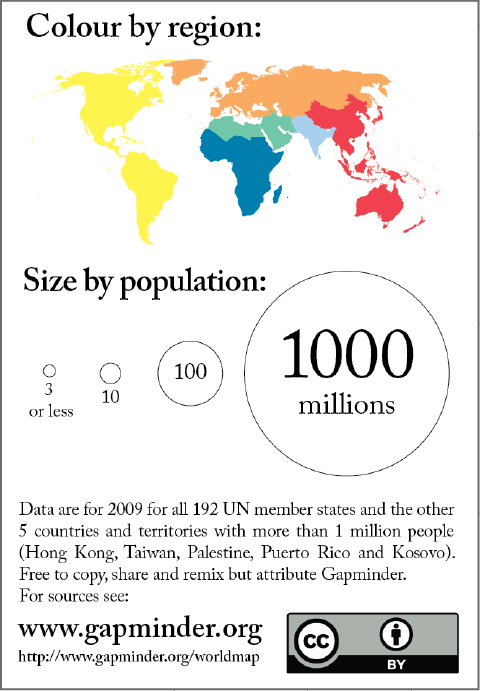 Colour by region:
Size by population:
1000
millions
100
3
or less
10
Data are for 2009 for all 192 UN member states and the other
5 countries and territories with more than 1 million people
(Hong Kong, Taiwan, Palestine, Puerto Rico and Kosovo).
Free to copy, share and remix but attribute Gapminder.
For sources see:
www.gapminder.org
http://www.gapminder.org/worldmap
cc
BY